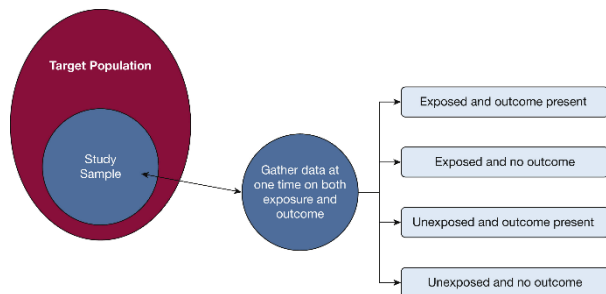 Target Population
Study
Sample
Gather data at
one time on both
exposure and
outcome
Exposed and outcome present
Exposed and no outcome
Unexposed and outcome present
Unexposed and no outcome